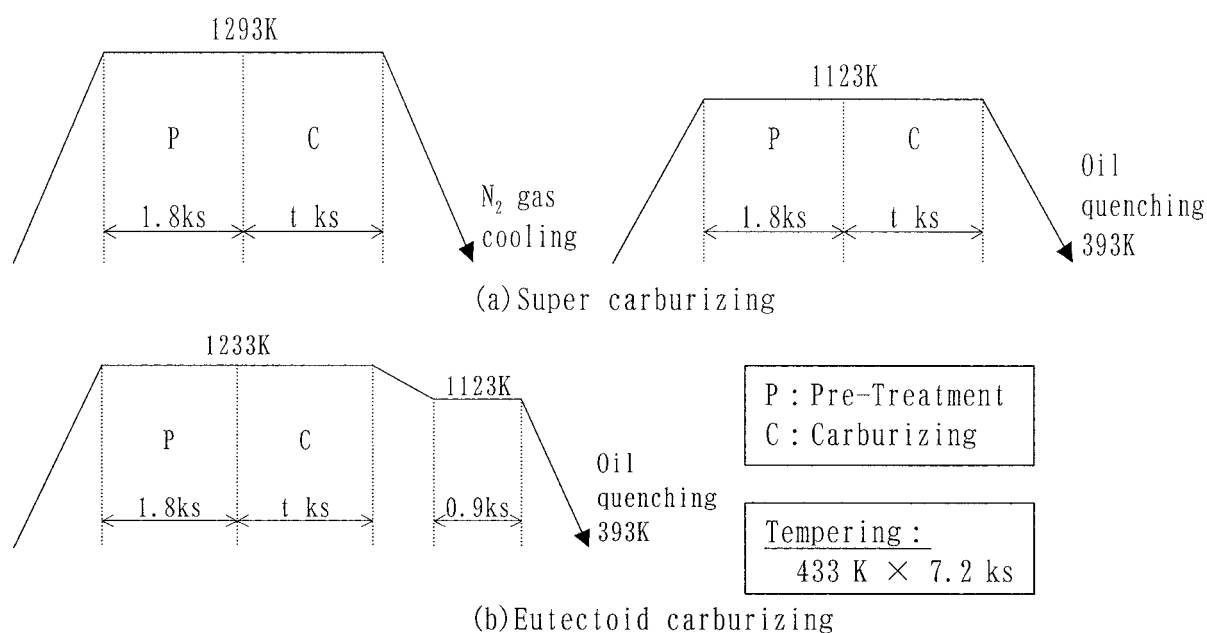 1293K
P
C
1.8ks
t ks
N₂ gas
cooling
1123K
P
C
1.8ks
t ks
Oil
quenching
393K
(a)Super carburizing
1233K
1123K
P
C
1.8ks
t ks
0.9ks
Oil
quenching
393K
P : Pre-Treatment
C : Carburizing
Tempering :
433 K × 7.2 ks
(b)Eutectoid carburizing